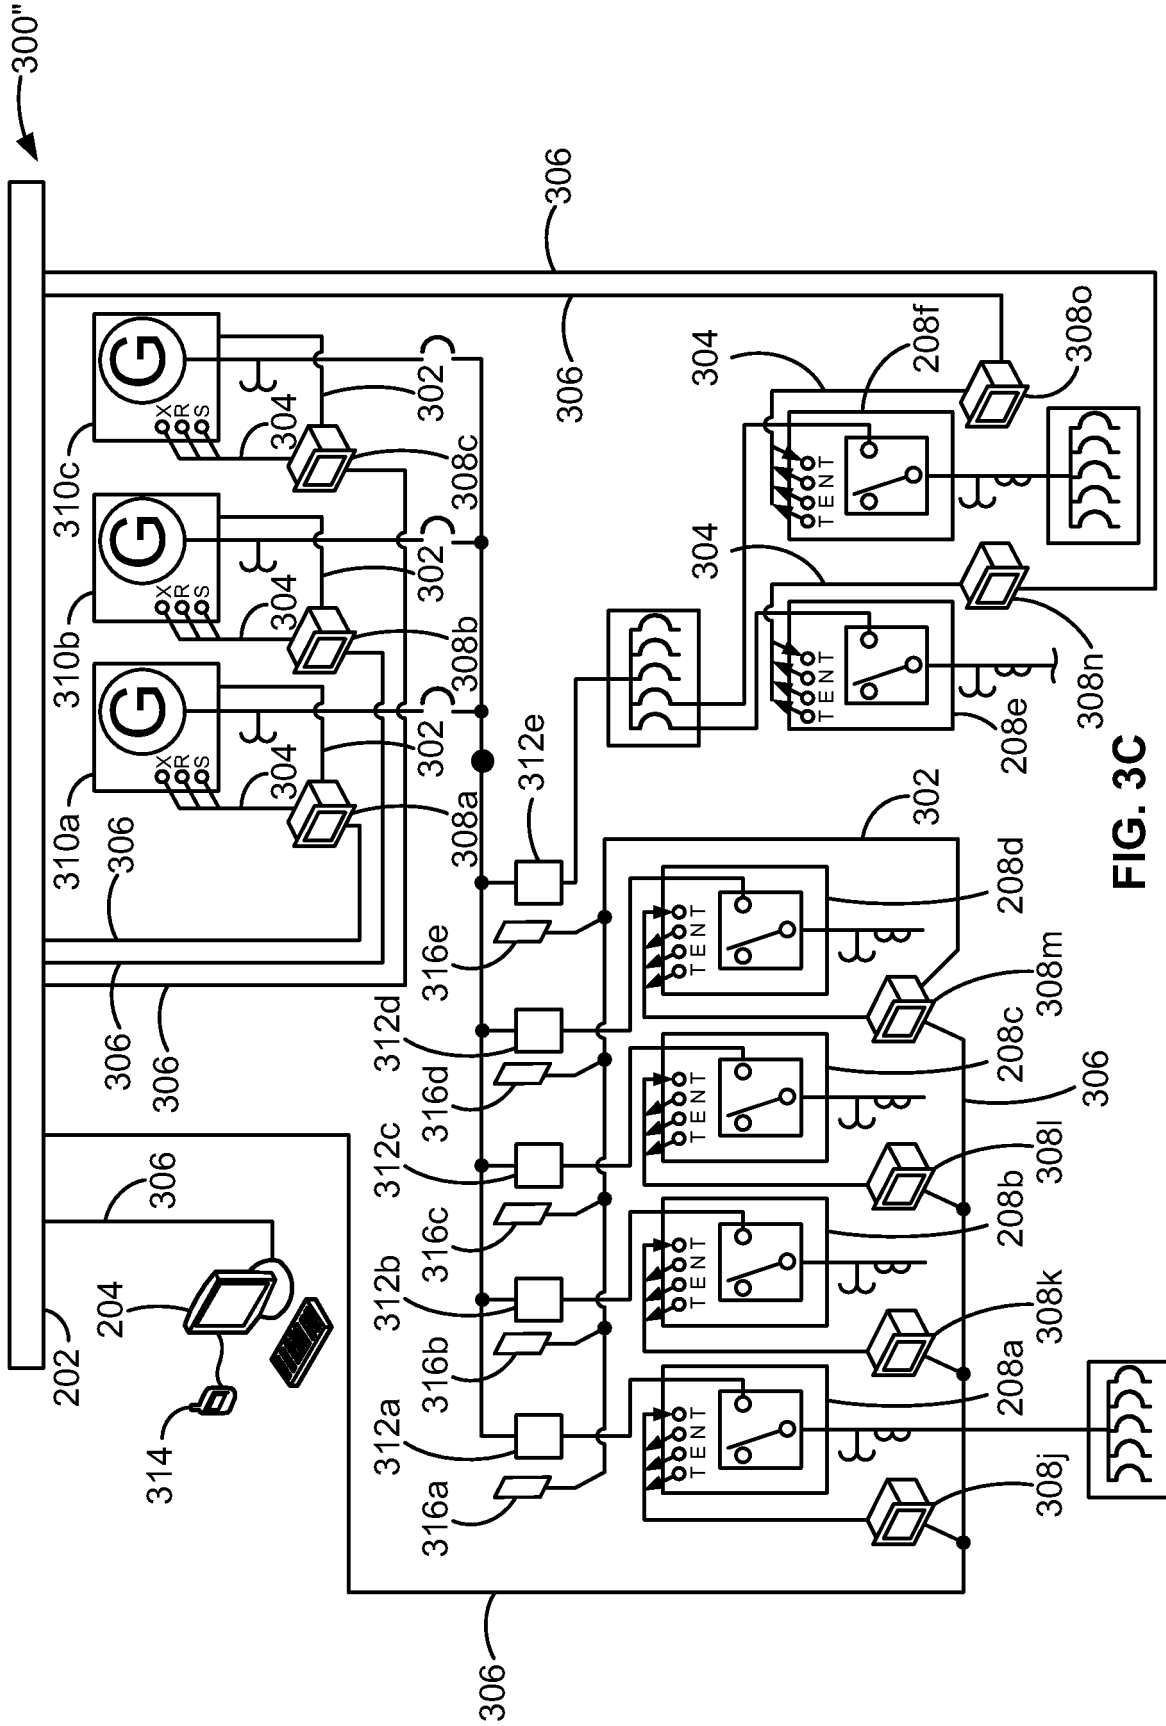 300"
202
310a
310b
310c
204
306
306
306
306
314
G
G
G
X
R
S
X
R
S
X
R
S
304
304
304
312a
312b
312c
312d
302
302
302
316a
316b
316c
316d
316e
308a
308b
308c
306
312e
306
306
T E N T
T E N T
T E N T
T E N T
304
304
T E N T
T E N T
302
208f
208a
208b
208c
208d
208e
308j
308k
308l
308m
308n
308o
306
FIG. 3C